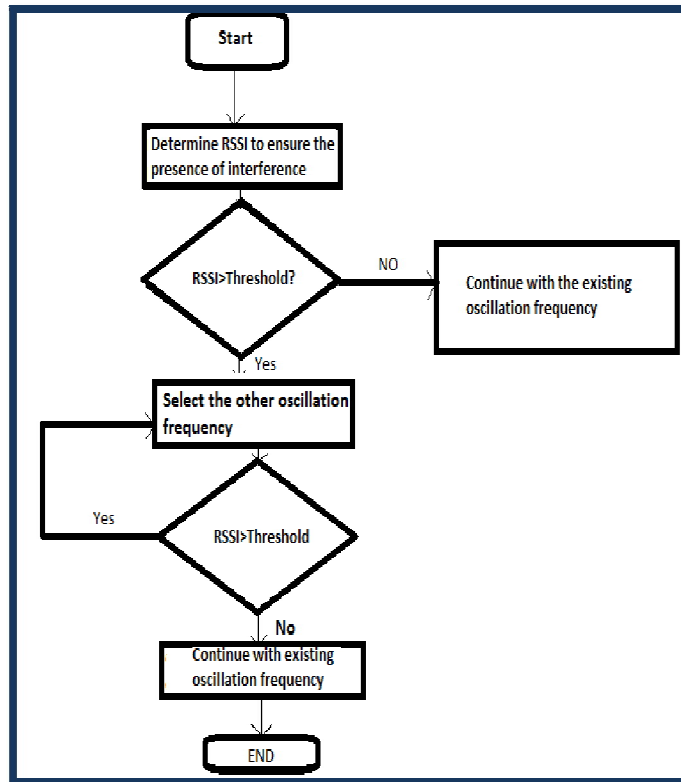 Start
Determine RSSI to ensure the
presence of interference
RSSI>Threshold?
NO
Continue with the existing
oscillation frequency
Yes
Select the other oscillation
frequency
Yes
RSSI>Threshold
No
Continue with existing
oscillation frequency
END